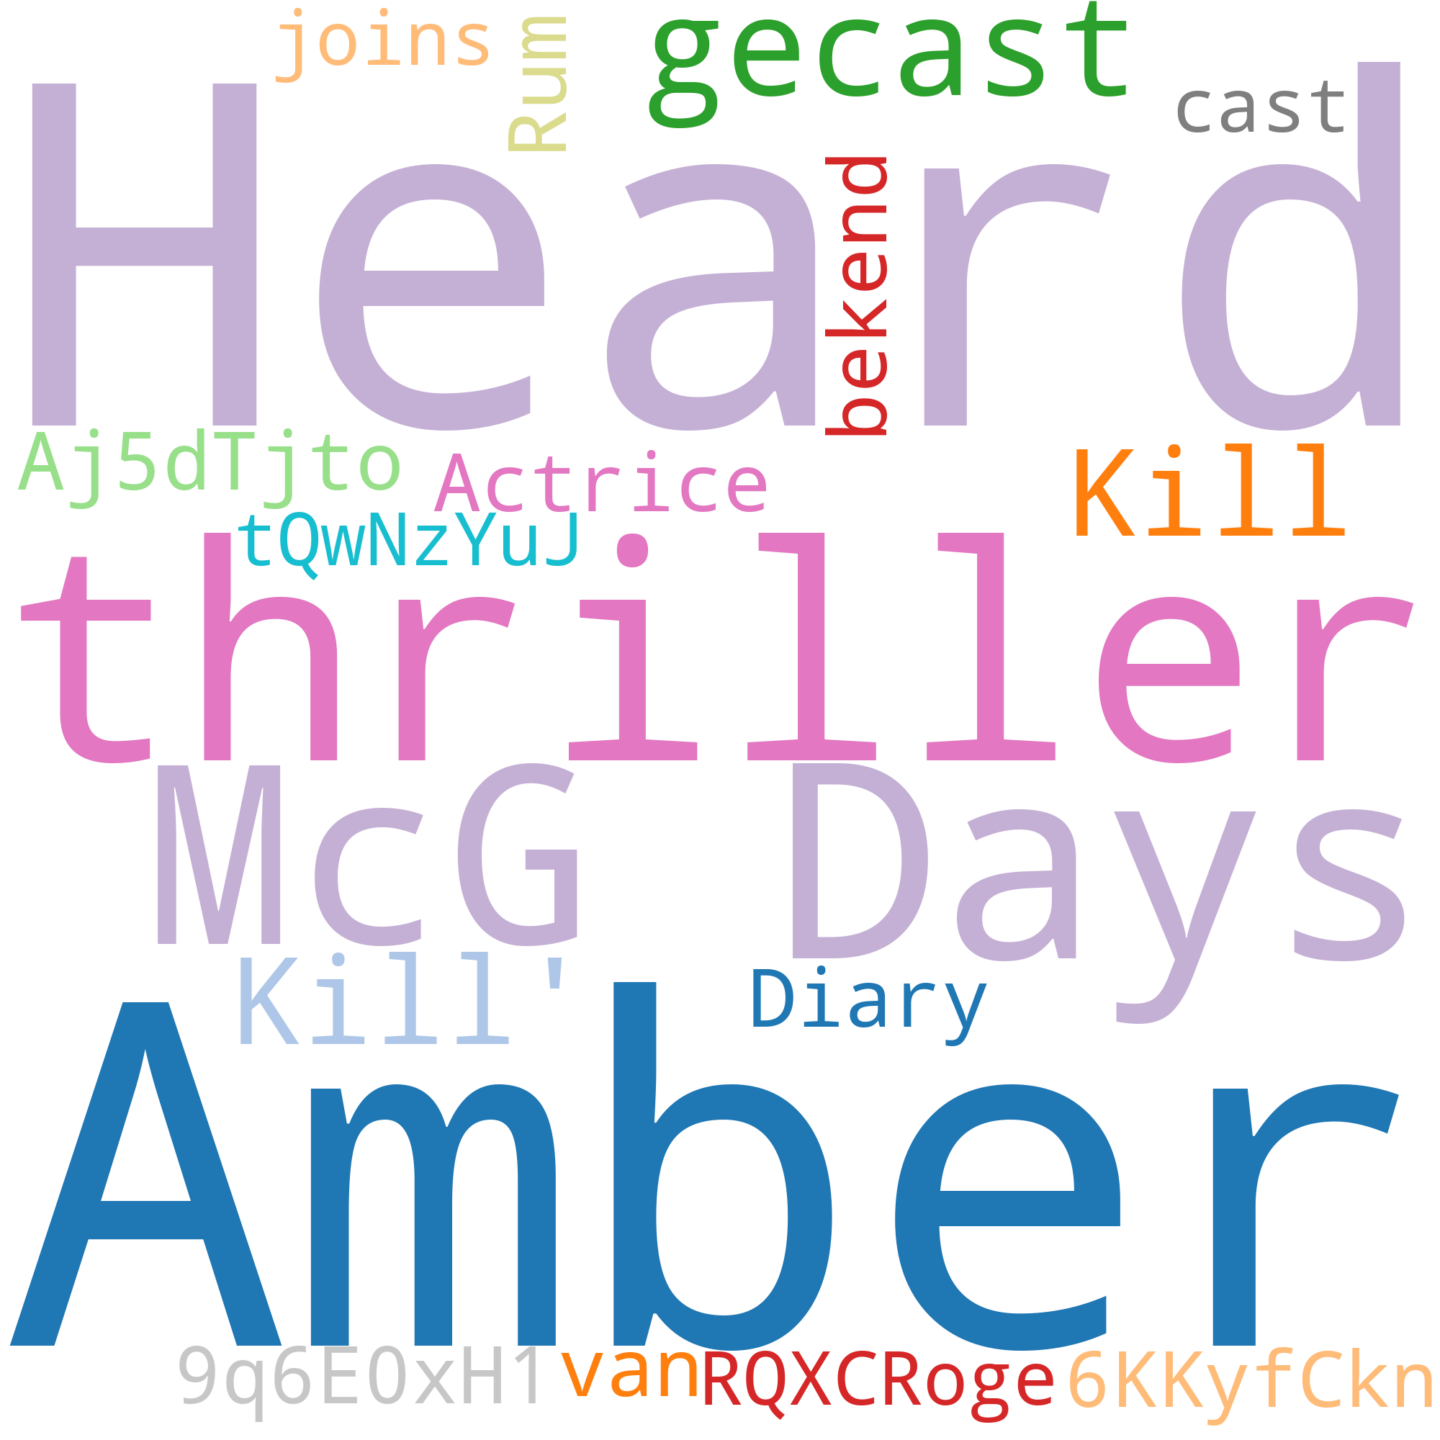 joins
Rum
gecast
cast
Heard
bekend
Aj5dTjto
Actrice
Kill
tQwNzYuJ
thriller
McG
Days
Kill'
Diary
Amber
9q6E0xH1
van
RQXCRoge
6KKyfCkn